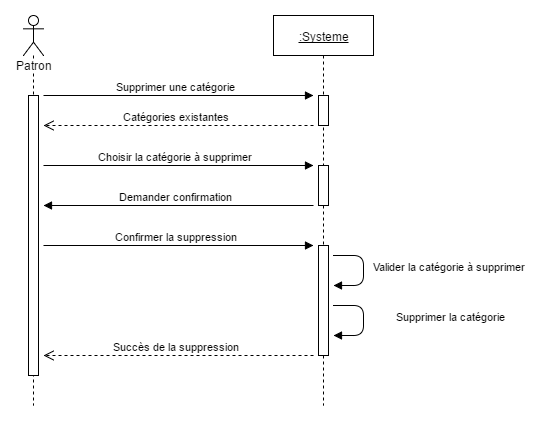 :Systeme
Patron
Supprimer une catégorie
Catégories existantes
Choisir la catégorie à supprimer
Demander confirmation
Confirmer la suppression
Valider la catégorie à supprimer
Supprimer la catégorie
Succès de la suppression